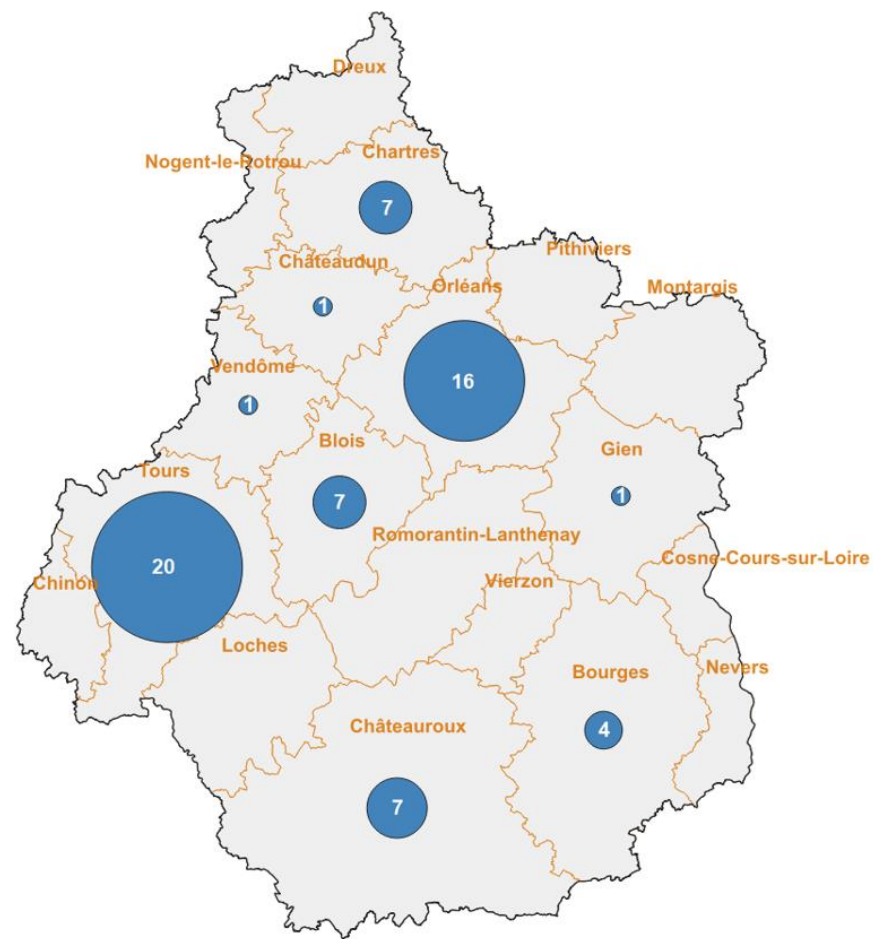 Dreux
Nogent-le-Rotrou
Chartres
7
Châteaudun
1
Orléans
16
Pithiviers
Montargis
Vendôme
1
Blois
7
Gien
1
Tours
20
Romorantin-Lanthenay
Cosne-Cours-sur-Loire
Chinon
Vierzon
Loches
Bourges
4
Nevers
Châteauroux
7